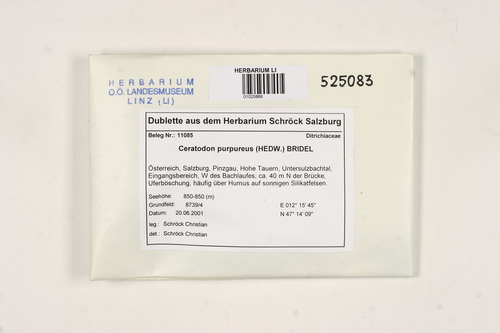 HERBARIUM LI
01025866
HERBARIUM
O.Ö. LANDESMUSEUM
LINZ (LI)
525083
Dublette aus dem Herbarium Schröck Salzburg
Beleg Nr.: 11085 Ditrichiaceae
Ceratodon purpureus (HEDW.) BRIDEL
Österreich, Salzburg, Pinzgau, Hohe Tauern, Untersulzbachtal,
Eingangsbereich, W des Bachlaufes, ca. 40 m N der Brücke,
Uferböschung, häufig über Humus auf sonnigen Silikatfelsen.
Seehöhe: 850-850 (m)
Grundfeld 8739/4 E 012° 15' 45"
Datum: 20.06.2001 N 47° 14' 09"
leg.: Schröck Christian
det.: Schröck Christian